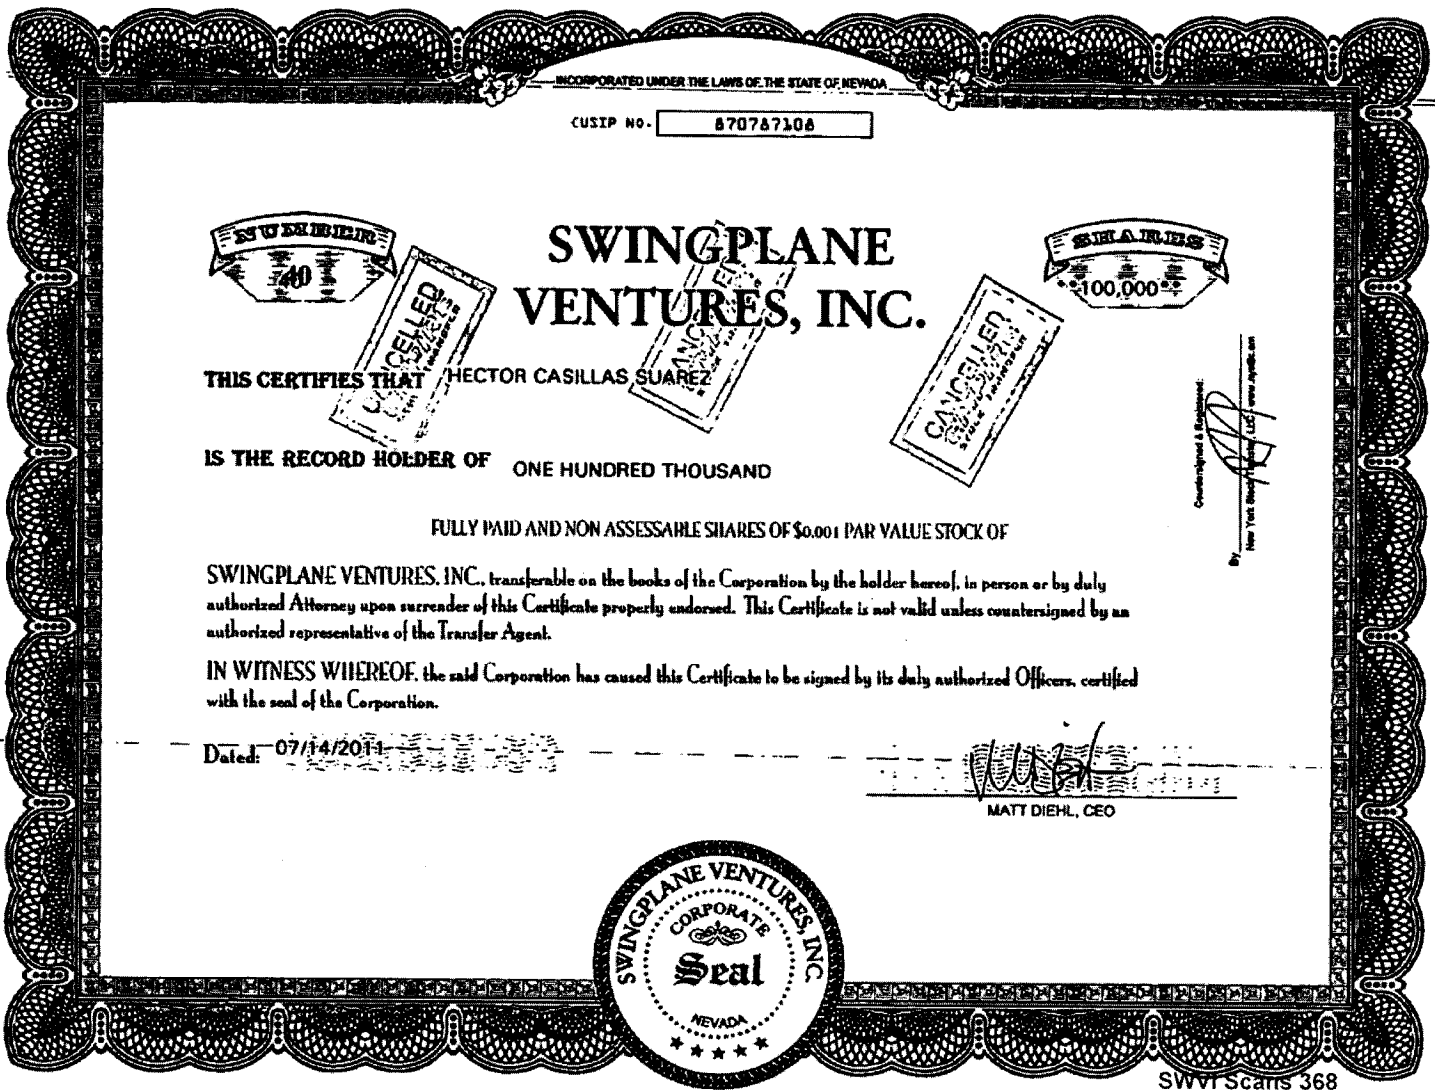 INCORPORATED UNDER THE LAWS OF THE STATE OF NEVADA
CUSIP NO. 870787108
NUMBER
40
SHARES
**100,000**
SWINGPLANE
VENTURES, INC.
CANCELLED
CANCELLED
CANCELLED
THIS CERTIFIES THAT HECTOR CASILLAS SUAREZ
IS THE RECORD HOLDER OF ONE HUNDRED THOUSAND
Countersigned & Registered:
By
New York Stock Transfer, LLC
FULLY PAID AND NON ASSESSABLE SHARES OF $0.001 PAR VALUE STOCK OF
SWINGPLANE VENTURES, INC., transferable on the books of the Corporation by the holder hereof, in person or by duly
authorized Attorney upon surrender of this Certificate properly endorsed. This Certificate is not valid unless countersigned by an
authorized representative of the Transfer Agent.
IN WITNESS WHEREOF, the said Corporation has caused this Certificate to be signed by its duly authorized Officers, certified
with the seal of the Corporation.
Dated: 07/14/2011
MATT DIEHL, CEO
SWINGPLANE VENTURES, INC.
CORPORATE
Seal
NEVADA
SWVI Scans 368